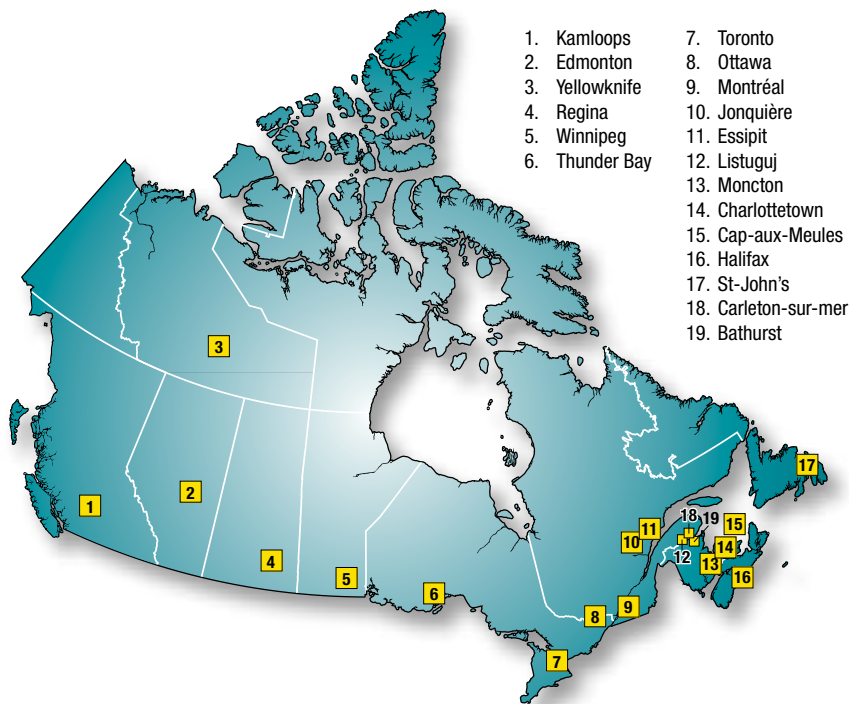 1. Kamloops
2. Edmonton
3. Yellowknife
4. Regina
5. Winnipeg
6. Thunder Bay
7. Toronto
8. Ottawa
9. Montréal
10. Jonquière
11. Essipit
12. Listuguj
13. Moncton
14. Charlottetown
15. Cap-aux-Meules
16. Halifax
17. St-John’s
18. Carleton-sur-mer
19. Bathurst
3
17
2
1
18
19
15
11
10
14
12
4
13
5
16
6
9
8
7